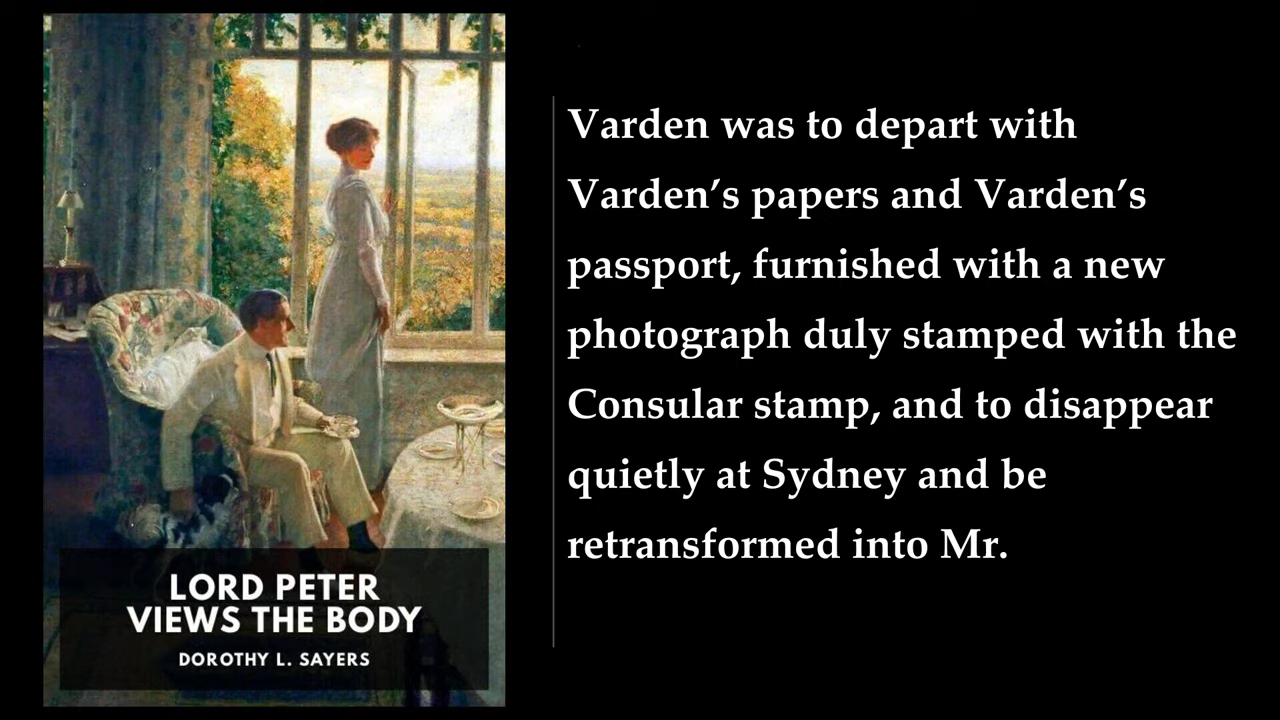 Varden was to depart with
Varden’s papers and Varden’s
passport, furnished with a new
photograph duly stamped with the
Consular stamp, and to disappear
quietly at Sydney and be
retransformed into Mr.
LORD PETER
VIEWS THE BODY
DOROTHY L. SAYERS